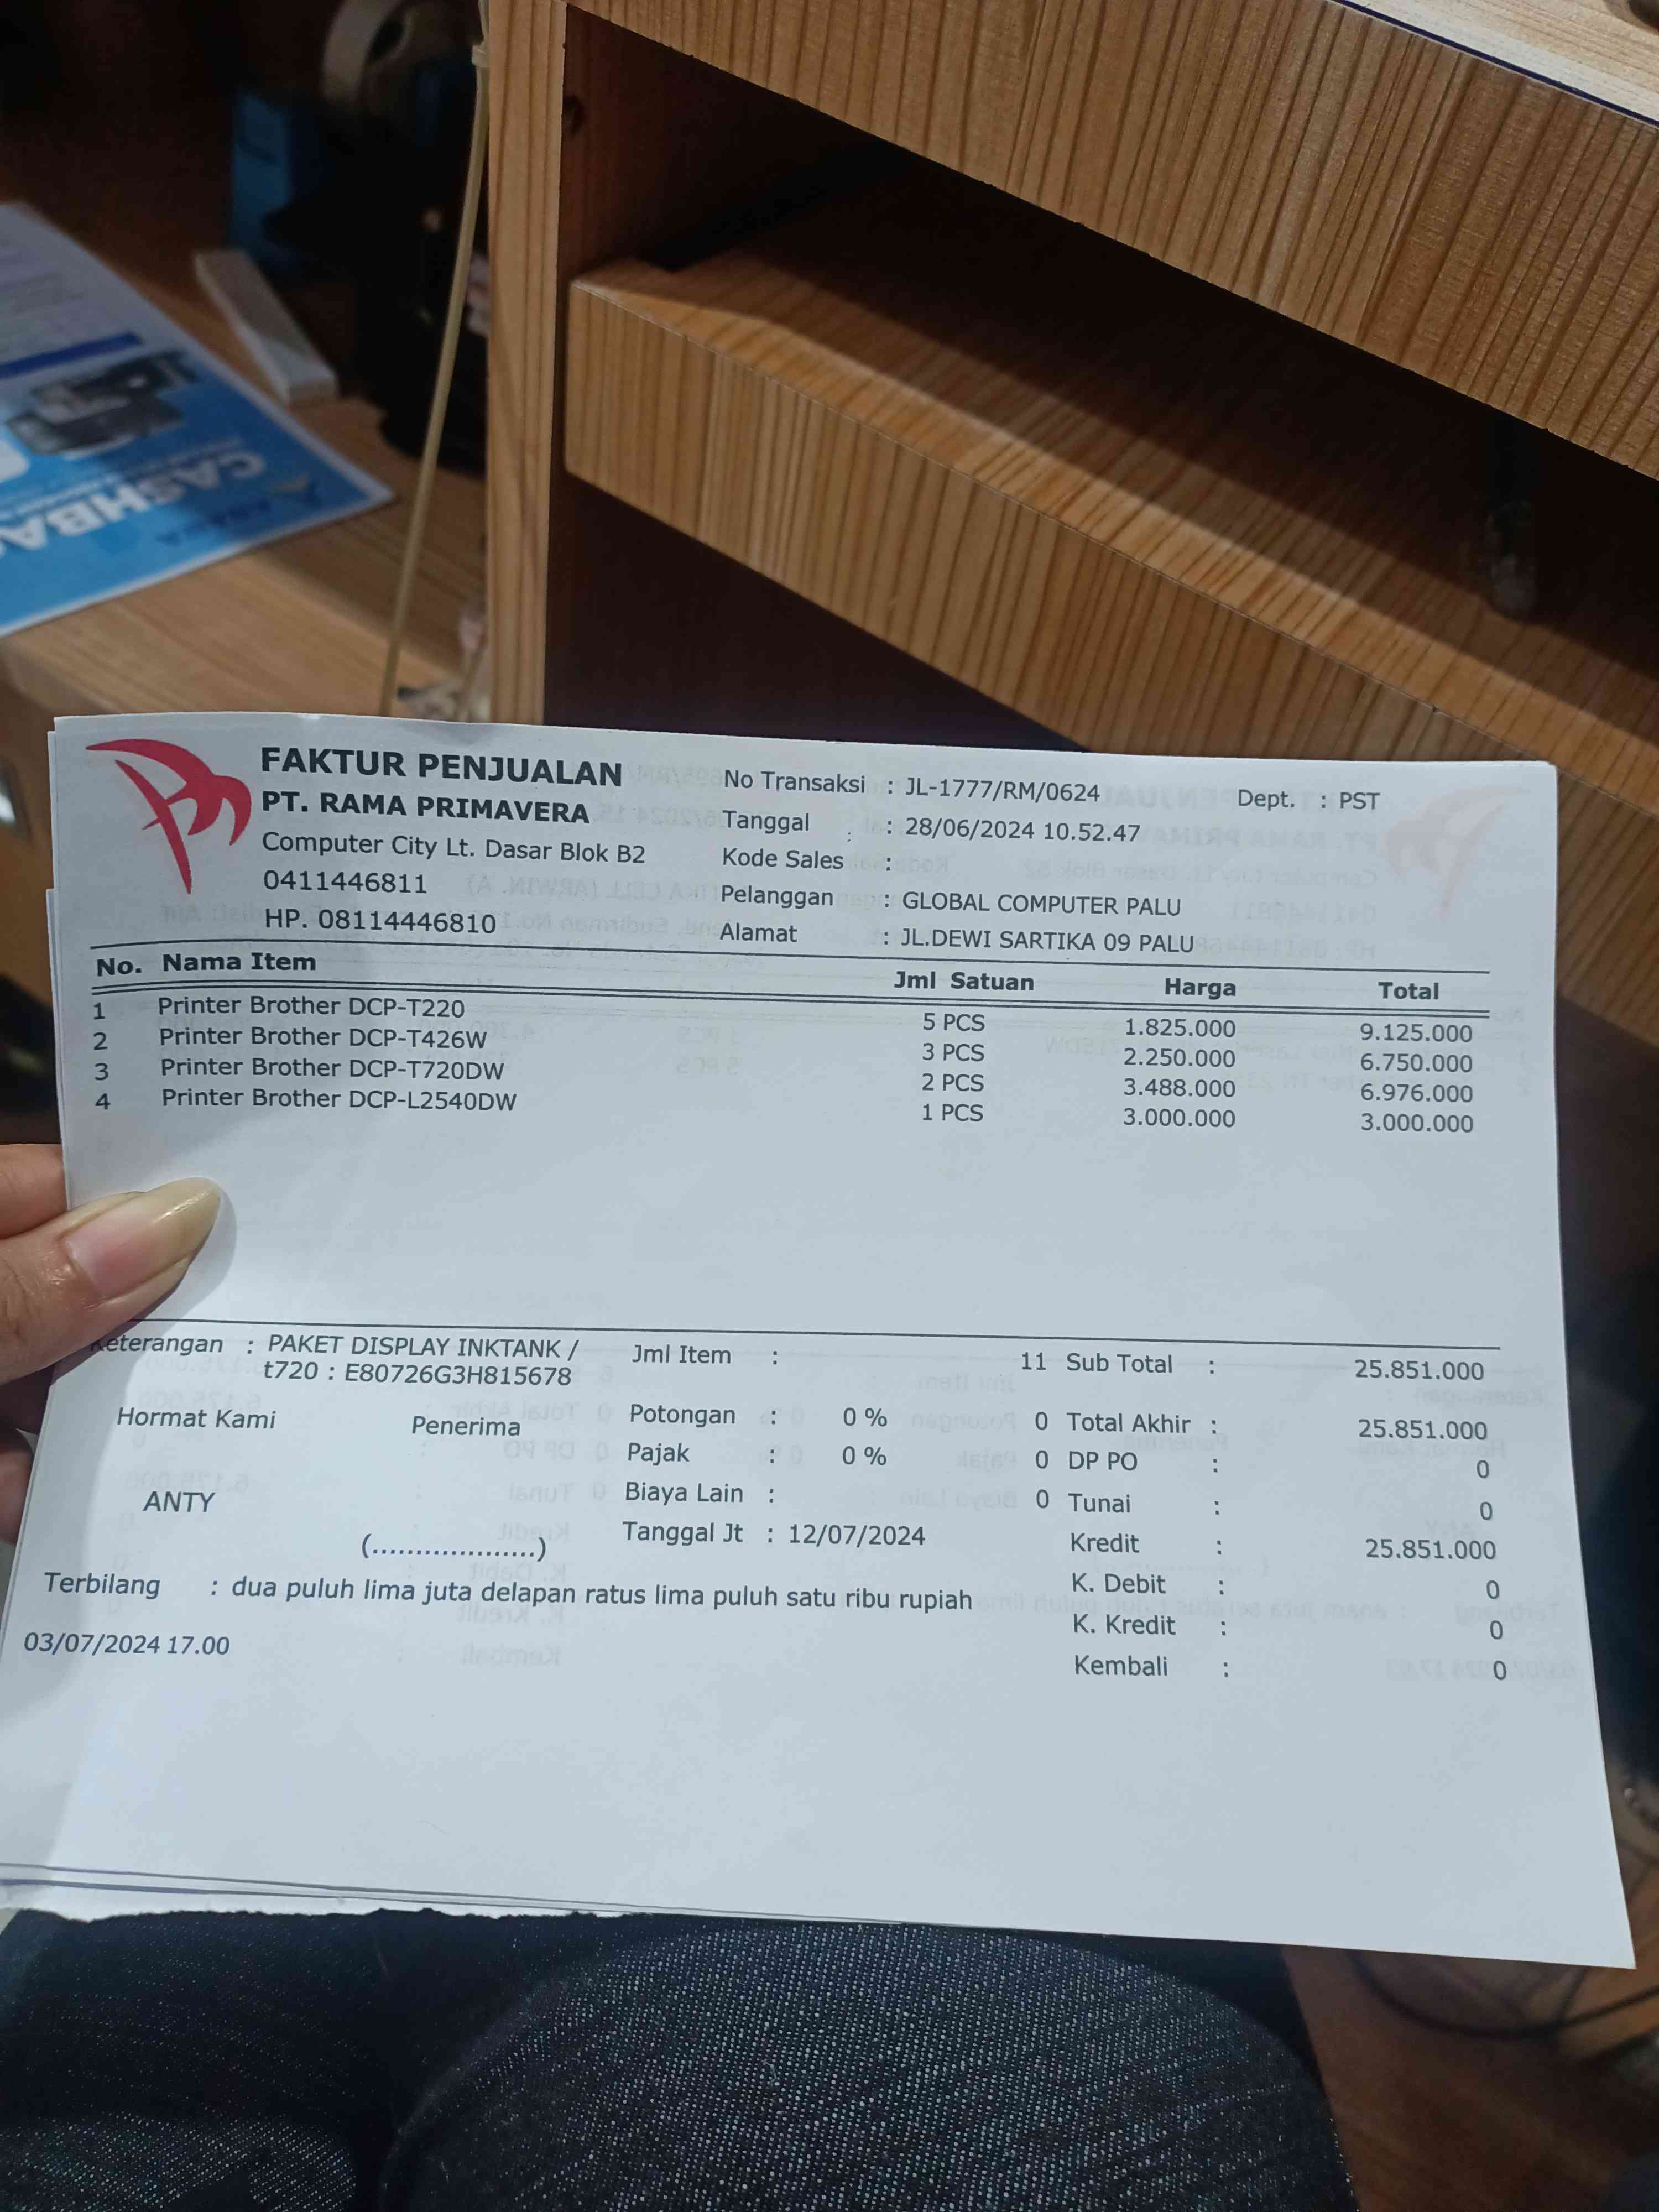 CASHBA
FAKTUR PENJUALAN
PT. RAMA PRIMAVERA
Computer City Lt. Dasar Blok B2
0411446811
HP. 08114446810
No Transaksi : JL-1777/RM/0624
Dept. : PST
Tanggal : 28/06/2024 10.52.47
Kode Sales :
Pelanggan : GLOBAL COMPUTER PALU
Alamat : JL.DEWI SARTIKA 09 PALU
No. Nama Item Jml Satuan Harga Total
1 Printer Brother DCP-T220 5 PCS 1.825.000 9.125.000
2 Printer Brother DCP-T426W 3 PCS 2.250.000 6.750.000
3 Printer Brother DCP-T720DW 2 PCS 3.488.000 6.976.000
4 Printer Brother DCP-L2540DW 1 PCS 3.000.000 3.000.000
Keterangan : PAKET DISPLAY INKTANK /
t720 : E80726G3H815678
Jml Item : 11 Sub Total : 25.851.000
Hormat Kami Penerima Potongan : 0 % 0 Total Akhir : 25.851.000
Pajak : 0 % 0 DP PO : 0
ANTY Biaya Lain : 0 Tunai : 0
(...................) Tanggal Jt : 12/07/2024 Kredit : 25.851.000
Terbilang : dua puluh lima juta delapan ratus lima puluh satu ribu rupiah K. Debit : 0
K. Kredit : 0
03/07/2024 17.00 Kembali : 0